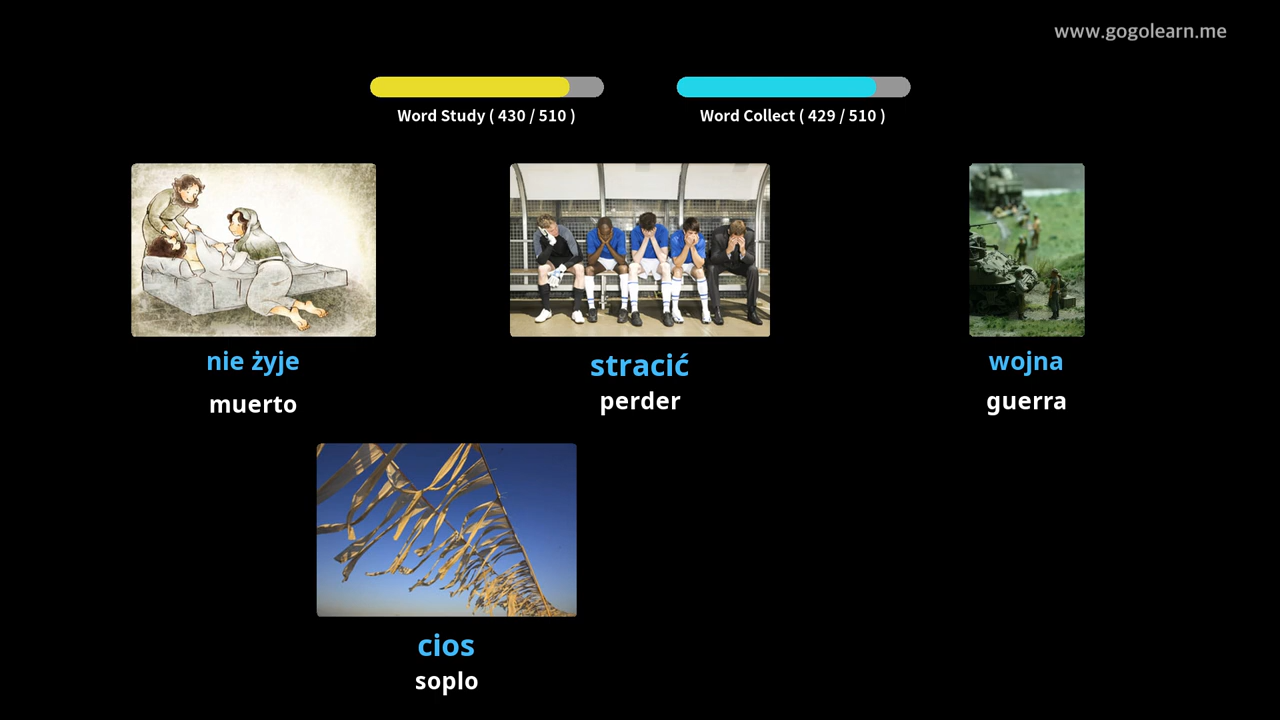 www.gogolearn.me
Word Study ( 430 / 510 )
Word Collect ( 429 / 510 )
nie żyje
muerto
stracić
perder
wojna
guerra
cios
soplo